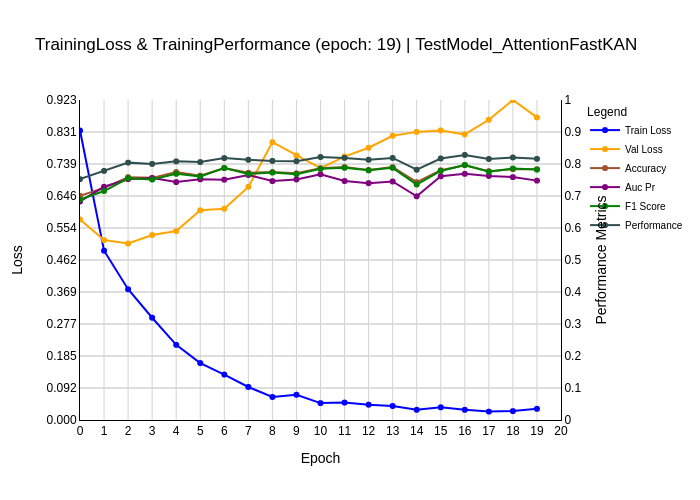 TrainingLoss & TrainingPerformance (epoch: 19) | TestModel_AttentionFastKAN
0.923
0.831
0.739
0.646
0.554
0.462
0.369
0.277
0.185
0.092
0.000
Loss
0 1 2 3 4 5 6 7 8 9 10 11 12 13 14 15 16 17 18 19 20
Epoch
1
0.9
0.8
0.7
0.6
0.5
0.4
0.3
0.2
0.1
0
Performance Metrics
Legend
Train Loss
Val Loss
Accuracy
Auc Pr
F1 Score
Performance